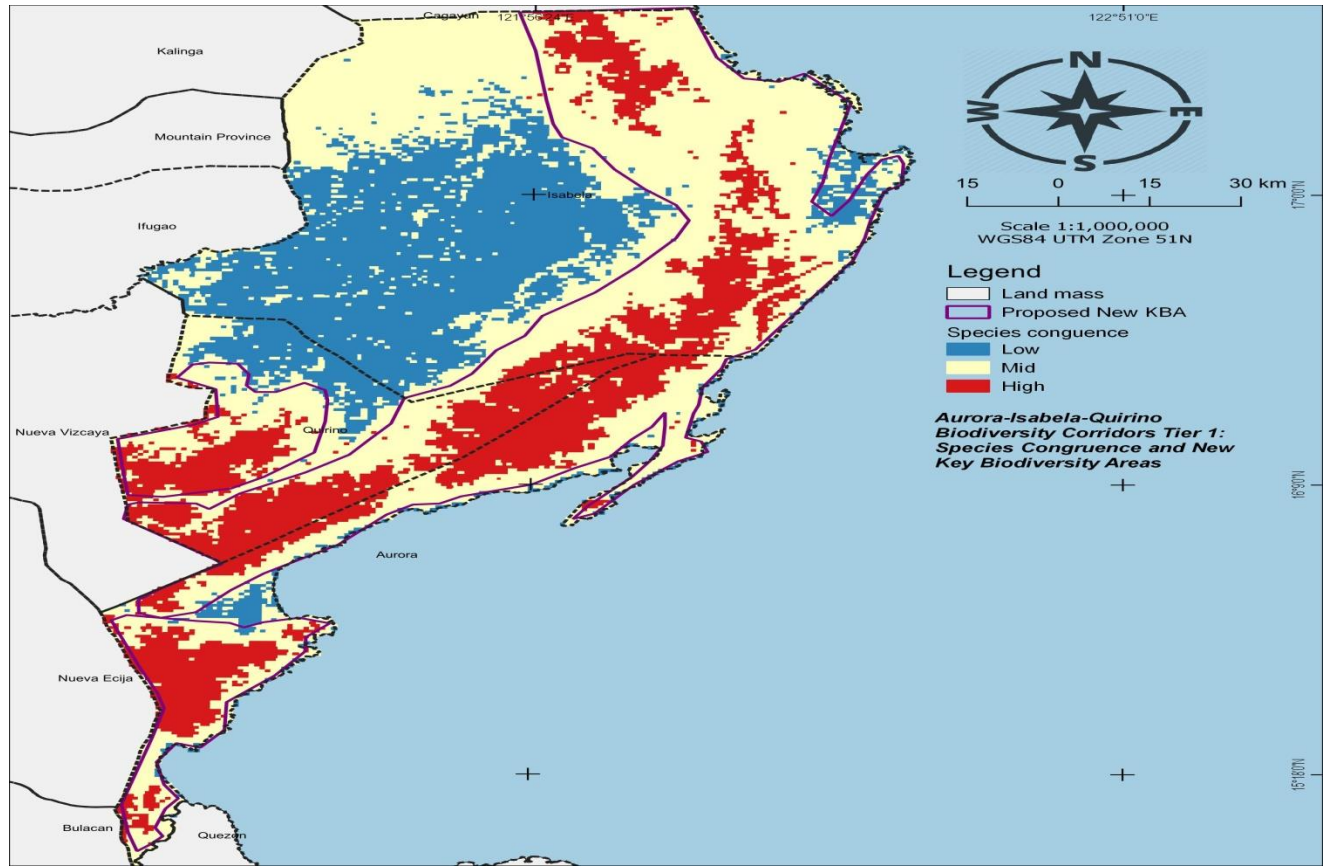 Cagayan
121°56'24"E
122°51'0"E
Kalinga
N
W
E
S
Mountain Province
15 0 15 30 km
Isabela
17°0'0"N
Ifugao
Scale 1:1,000,000
WGS84 UTM Zone 51N
Legend
Land mass
Proposed New KBA
Species conguence
Low
Mid
High
Aurora-Isabela-Quirino
Biodiversity Corridors Tier 1:
Species Congruence and New
Key Biodiversity Areas
Nueva Vizcaya
Quirino
16°9'0"N
Aurora
Nueva Ecija
15°18'0"N
Bulacan
Quezon